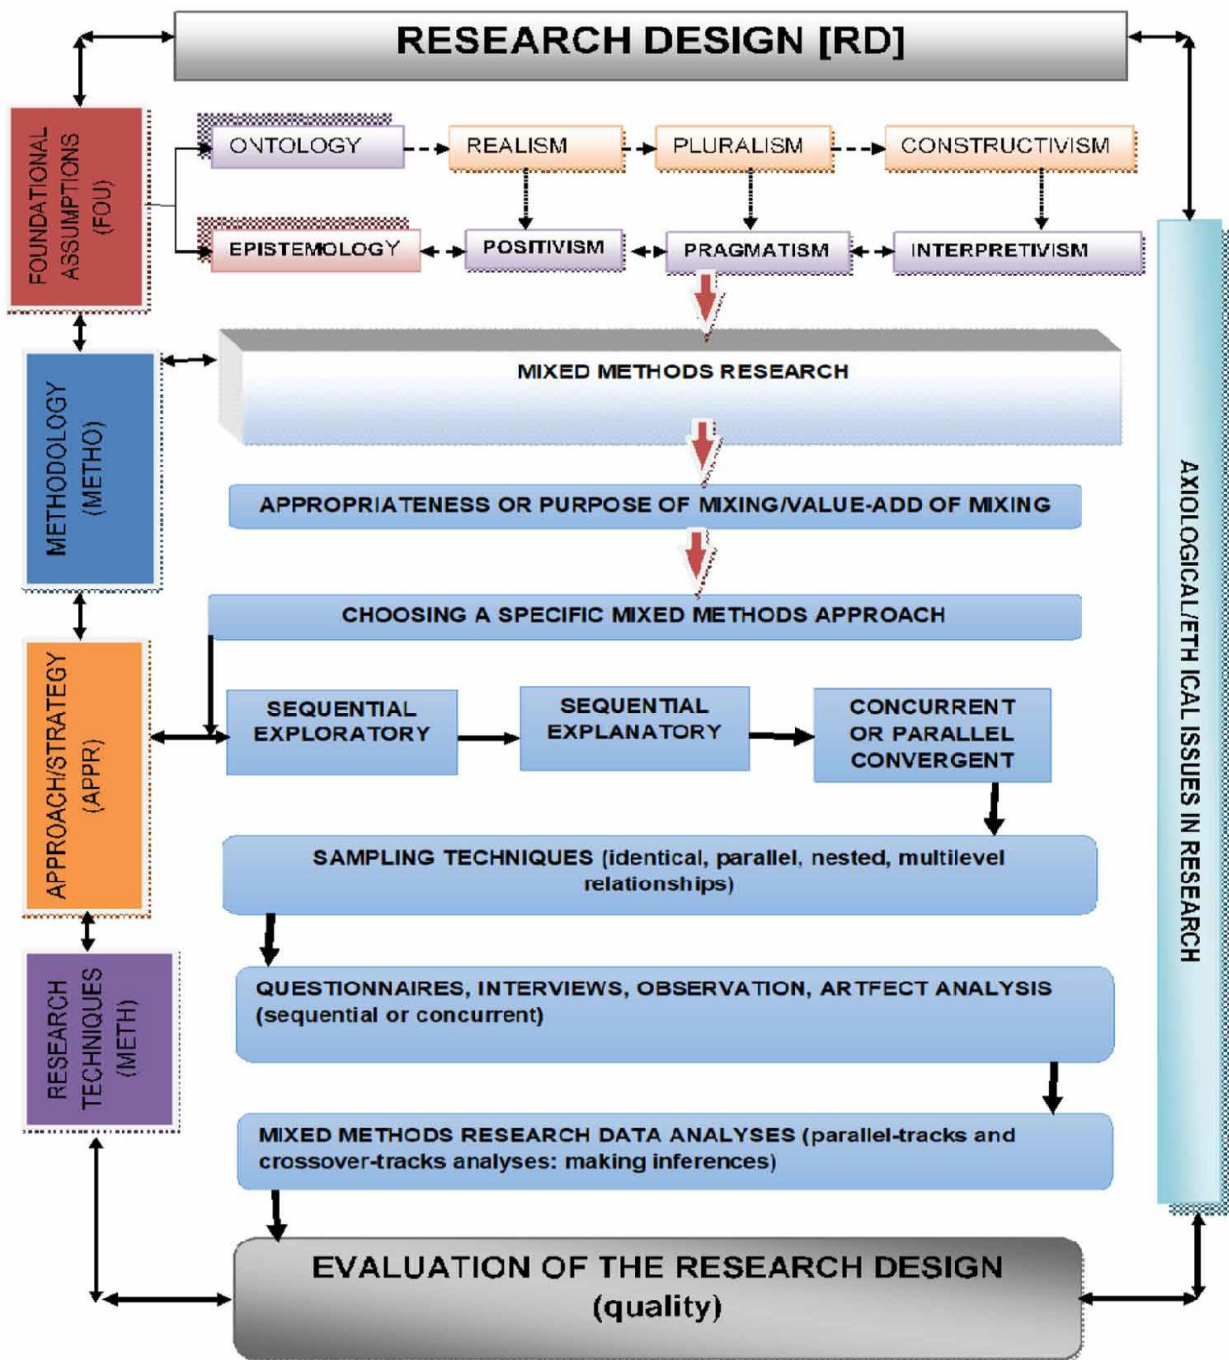 RESEARCH DESIGN [RD]
FOUNDATIONAL
ASSUMPTIONS
(FOU)
ONTOLOGY
REALISM
PLURALISM
CONSTRUCTIVISM
EPISTEMOLOGY
POSITIVISM
PRAGMATISM
INTERPRETIVISM
METHODOLOGY
(METHO)
MIXED METHODS RESEARCH
APPROPRIATENESS OR PURPOSE OF MIXING/VALUE-ADD OF MIXING
CHOOSING A SPECIFIC MIXED METHODS APPROACH
APPROACH/STRATEGY
(APPR)
SEQUENTIAL
EXPLORATORY
SEQUENTIAL
EXPLANATORY
CONCURRENT
OR PARALLEL
CONVERGENT
SAMPLING TECHNIQUES (identical, parallel, nested, multilevel
relationships)
RESEARCH
TECHNIQUES
(METH)
QUESTIONNAIRES, INTERVIEWS, OBSERVATION, ARTFECT ANALYSIS
(sequential or concurrent)
MIXED METHODS RESEARCH DATA ANALYSES (parallel-tracks and
crossover-tracks analyses: making inferences)
EVALUATION OF THE RESEARCH DESIGN
(quality)
AXIOLOGICAL/ETH ICAL ISSUES IN RESEARCH